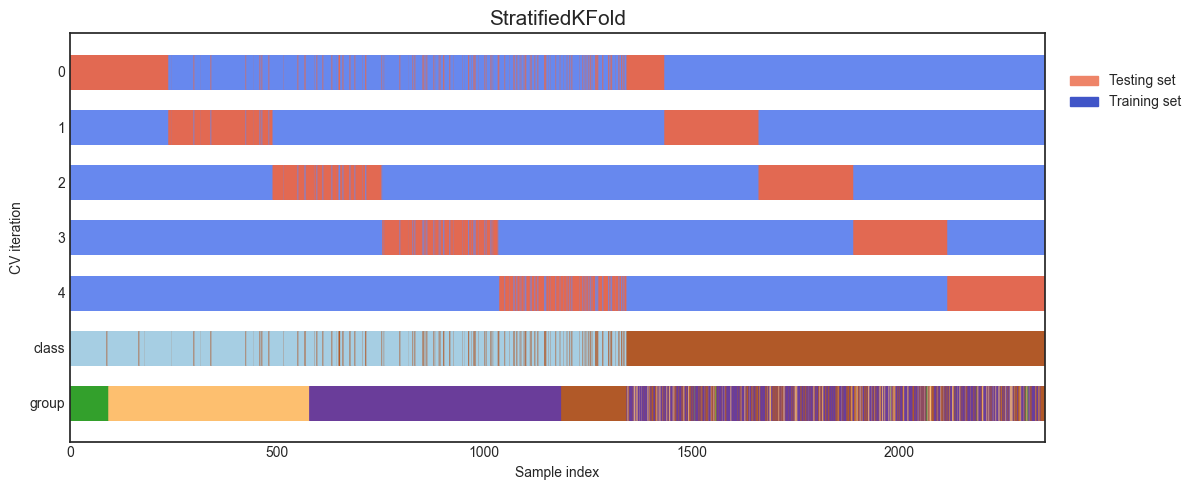 StratifiedKFold
0
Testing set
Training set
1
2
3
CV iteration
4
class
group
0 500 1000 1500 2000
Sample index